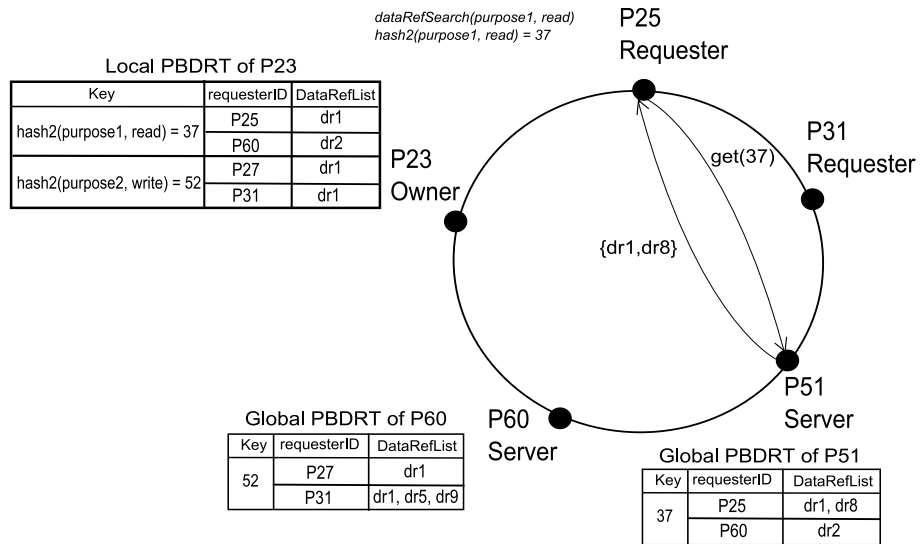 dataRefSearch(purpose1, read)
hash2(purpose1, read) = 37
P25
Requester
Local PBDRT of P23
Key requesterID DataRefList
hash2(purpose1, read) = 37 P25 dr1
P60 dr2
hash2(purpose2, write) = 52 P27 dr1
P31 dr1
P23
Owner
P31
Requester
get(37)
{dr1,dr8}
P51
Server
P60
Server
Global PBDRT of P60
Key requesterID DataRefList
52 P27 dr1
P31 dr1, dr5, dr9
Global PBDRT of P51
Key requesterID DataRefList
37 P25 dr1, dr8
P60 dr2